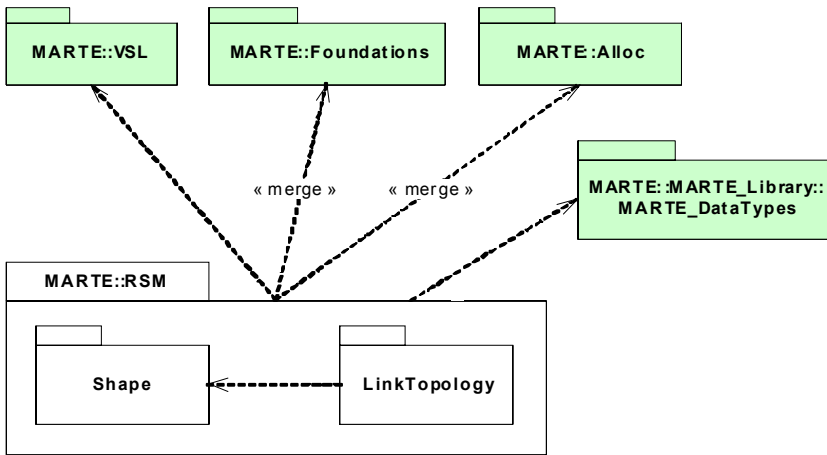 MARTE::VSL
MARTE::Foundations
MARTE::Alloc
« merge »
« merge »
MARTE::MARTE_Library::
MARTE_DataTypes
MARTE::RSM
Shape
LinkTopology